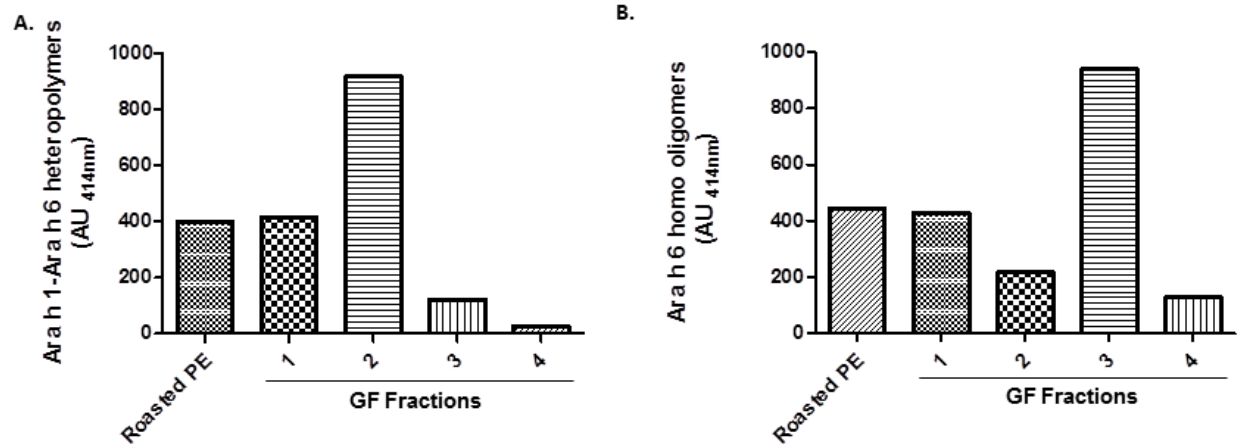 A.
Ara h 1-Ara h 6 heteropolymers
(AU 414nm)
1000
800
600
400
200
0
Roasted PE
1
2
3
4
GF Fractions
B.
Ara h 6 homo oligomers
(AU 414nm)
1000
800
600
400
200
0
Roasted PE
1
2
3
4
GF Fractions